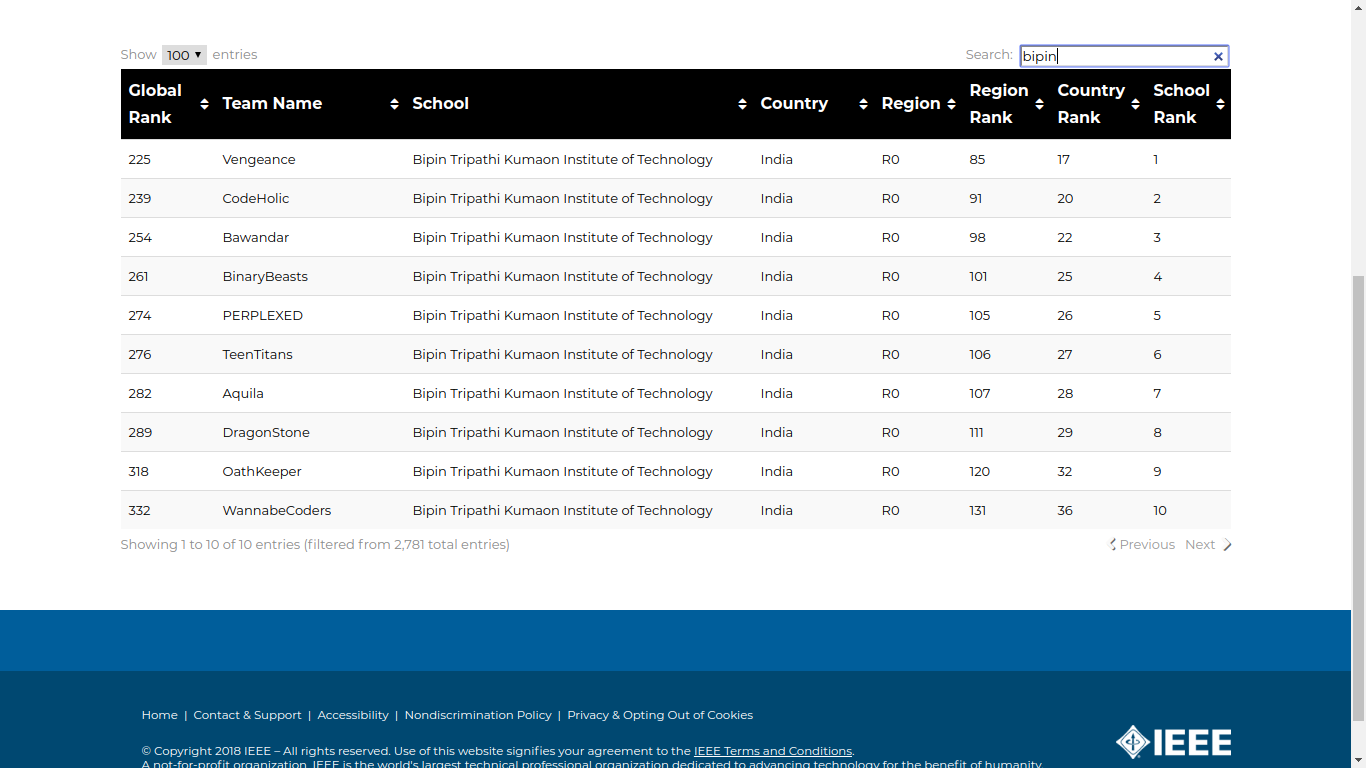 Show 100 entries Search: bipin
Global Rank Team Name School Country Region Region Rank Country Rank School Rank
225 Vengeance Bipin Tripathi Kumaon Institute of Technology India R0 85 17 1
239 CodeHolic Bipin Tripathi Kumaon Institute of Technology India R0 91 20 2
254 Bawandar Bipin Tripathi Kumaon Institute of Technology India R0 98 22 3
261 BinaryBeasts Bipin Tripathi Kumaon Institute of Technology India R0 101 25 4
274 PERPLEXED Bipin Tripathi Kumaon Institute of Technology India R0 105 26 5
276 TeenTitans Bipin Tripathi Kumaon Institute of Technology India R0 106 27 6
282 Aquila Bipin Tripathi Kumaon Institute of Technology India R0 107 28 7
289 DragonStone Bipin Tripathi Kumaon Institute of Technology India R0 111 29 8
318 OathKeeper Bipin Tripathi Kumaon Institute of Technology India R0 120 32 9
332 WannabeCoders Bipin Tripathi Kumaon Institute of Technology India R0 131 36 10
Showing 1 to 10 of 10 entries (filtered from 2,781 total entries) Previous Next
Home | Contact & Support | Accessibility | Nondiscrimination Policy | Privacy & Opting Out of Cookies
© Copyright 2018 IEEE – All rights reserved. Use of this website signifies your agreement to the IEEE Terms and Conditions.
A not-for-profit organization, IEEE is the world's largest technical professional organization dedicated to advancing technology for the benefit of humanity.
IEEE